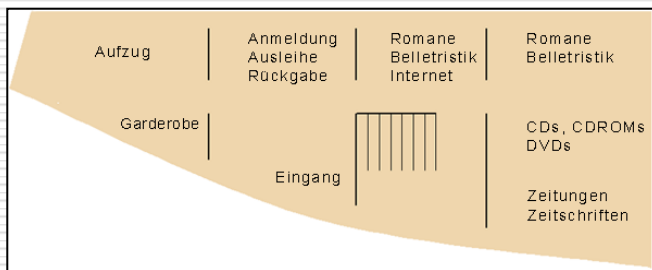 Aufzug
Anmeldung
Ausleihe
Rückgabe
Romane
Belletristik
Internet
Romane
Belletristik
Garderobe
Eingang
CDs, CDROMs
DVDs
Zeitungen
Zeitschriften